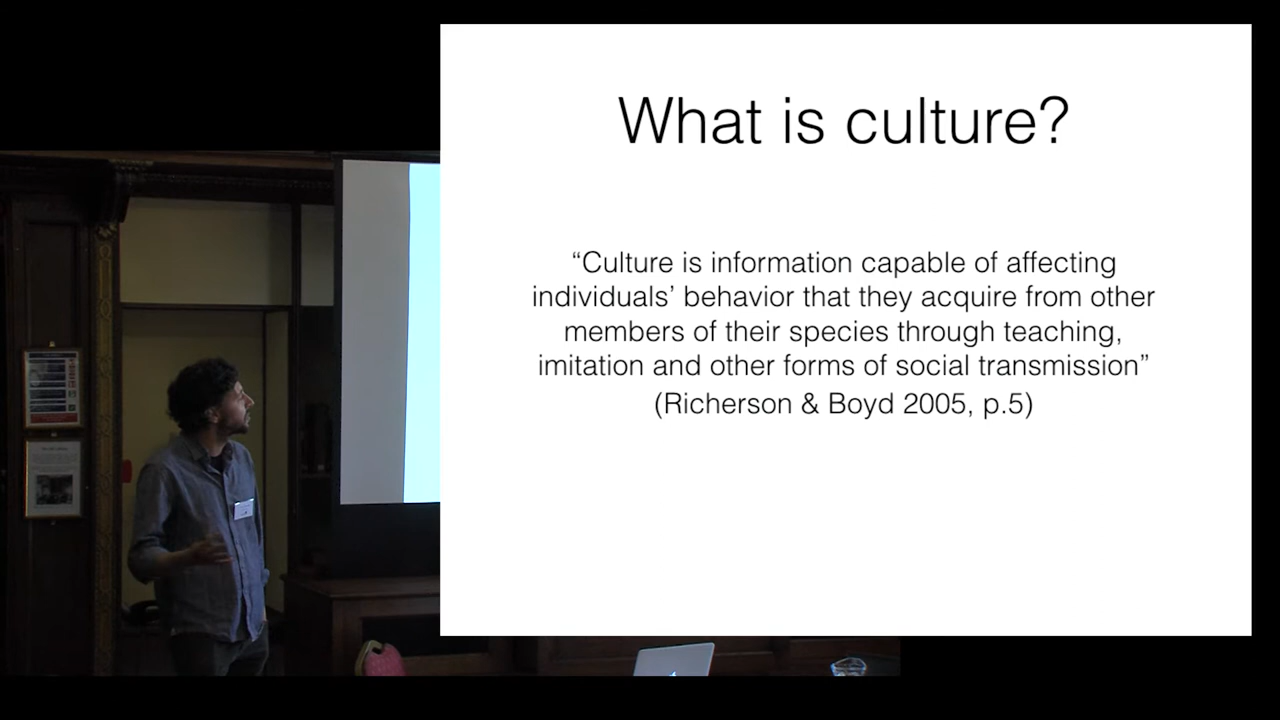 What is culture?
“Culture is information capable of affecting
individuals’ behavior that they acquire from other
members of their species through teaching,
imitation and other forms of social transmission”
(Richerson & Boyd 2005, p.5)